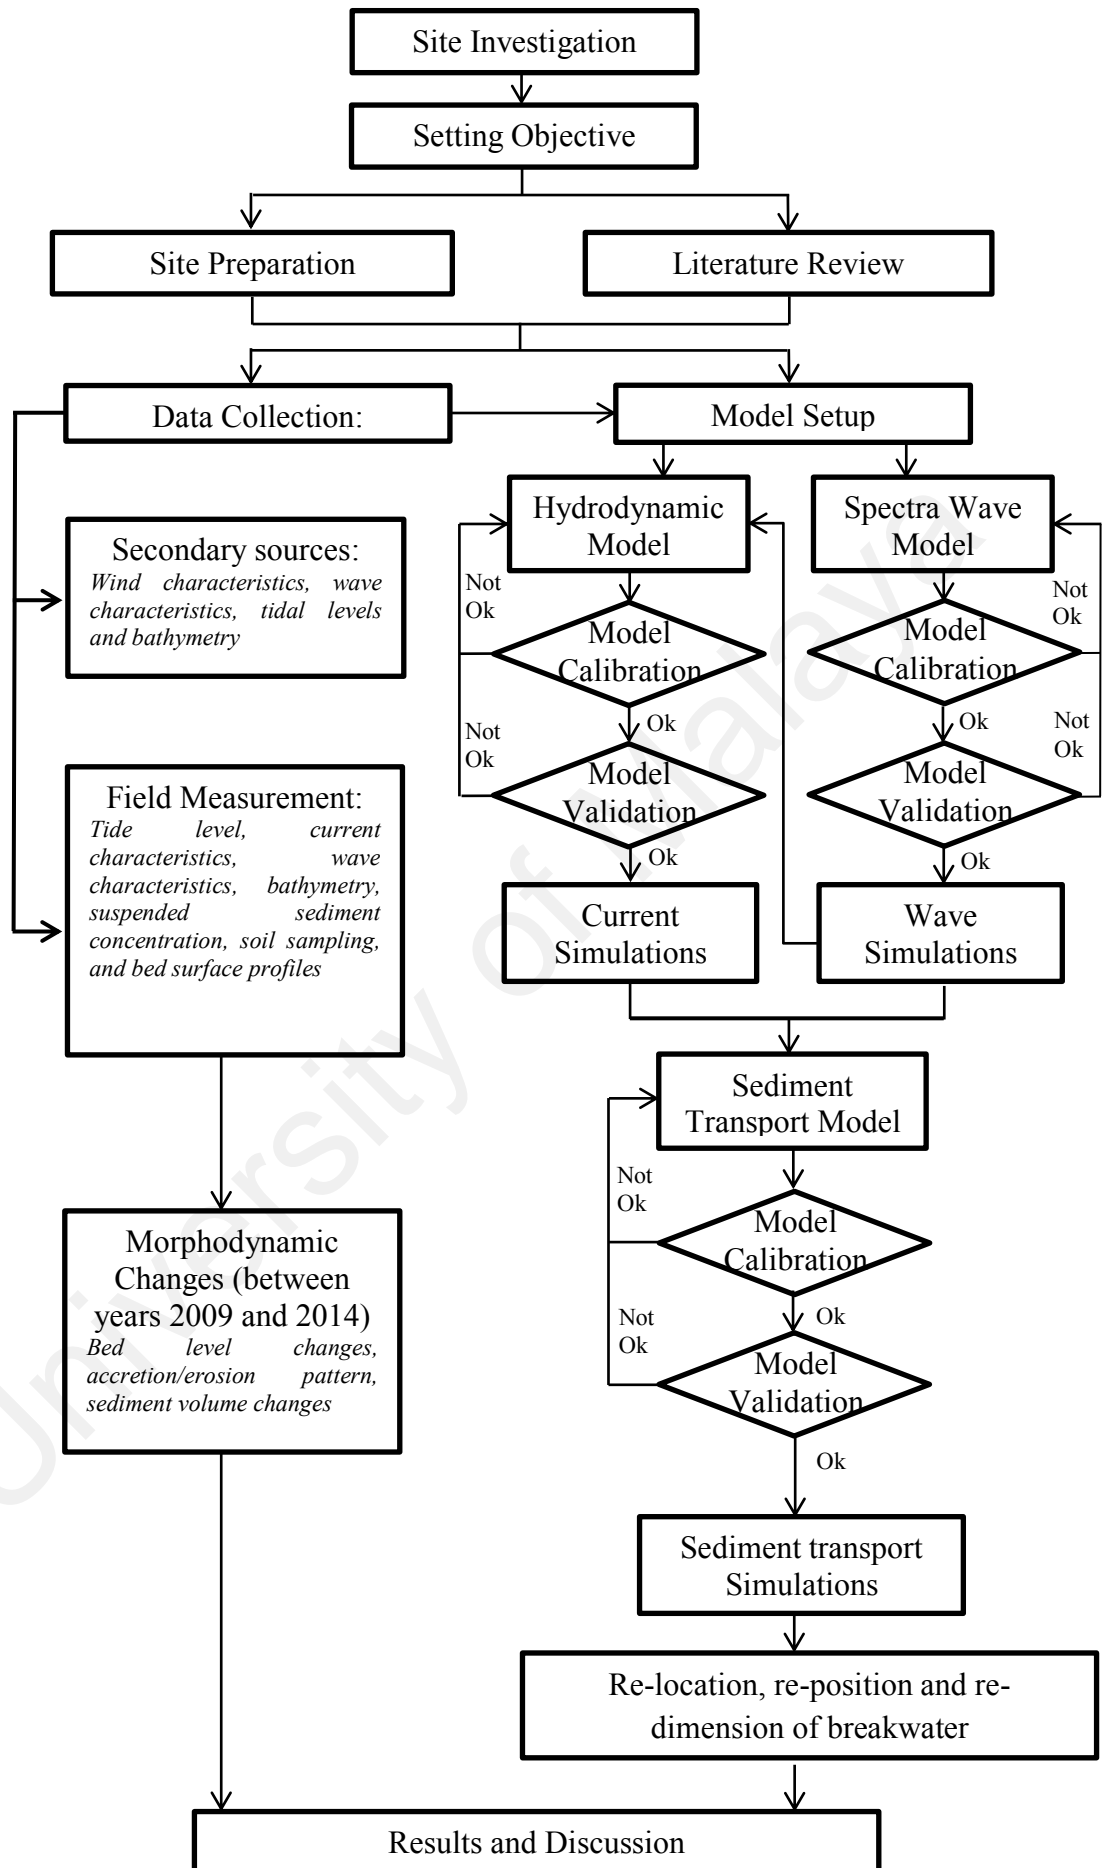 Site Investigation
Setting Objective
Site Preparation
Literature Review
Data Collection:
Model Setup
Secondary sources:
Wind characteristics, wave
characteristics, tidal levels
and bathymetry
Field Measurement:
Tide level, current
characteristics, wave
characteristics, bathymetry,
suspended sediment
concentration, soil sampling,
and bed surface profiles
Morphodynamic
Changes (between
years 2009 and 2014)
Bed level changes,
accretion/erosion pattern,
sediment volume changes
Hydrodynamic
Model
Not
Ok
Model
Calibration
Ok
Not
Ok
Model
Validation
Ok
Current
Simulations
Spectra Wave
Model
Not
Ok
Model
Calibration
Ok
Not
Ok
Model
Validation
Ok
Wave
Simulations
Sediment
Transport Model
Not
Ok
Model
Calibration
Ok
Not
Ok
Model
Validation
Ok
Sediment transport
Simulations
Re-location, re-position and re-
dimension of breakwater
Results and Discussion
University of Malaya